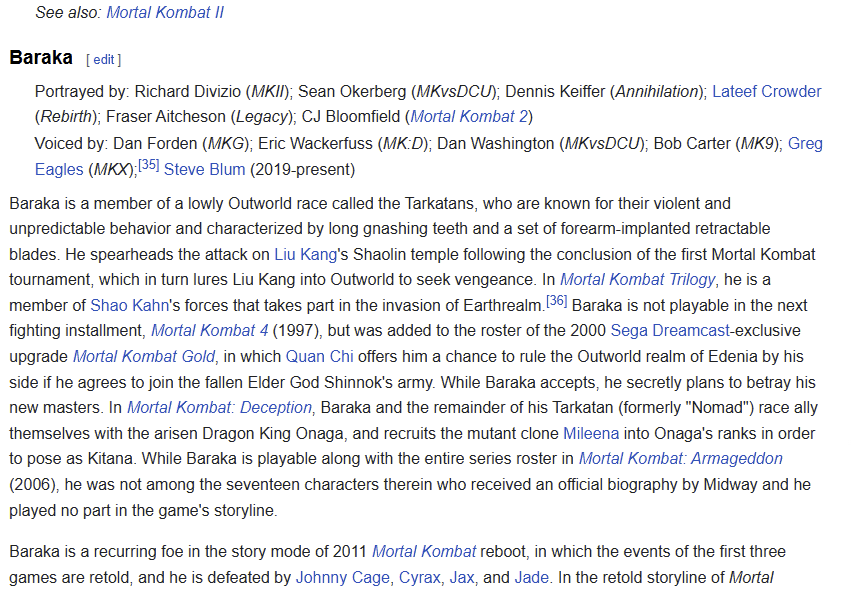 See also: Mortal Kombat II
Baraka [ edit ]
Portrayed by: Richard Divizio (MKII); Sean Okerberg (MKvsDCU); Dennis Keiffer (Annihilation); Lateef Crowder
(Rebirth); Fraser Aitcheson (Legacy); CJ Bloomfield (Mortal Kombat 2)
Voiced by: Dan Forden (MKG); Eric Wackerfuss (MK:D); Dan Washington (MKvsDCU); Bob Carter (MK9); Greg
Eagles (MKX);[35] Steve Blum (2019-present)
Baraka is a member of a lowly Outworld race called the Tarkatans, who are known for their violent and
unpredictable behavior and characterized by long gnashing teeth and a set of forearm-implanted retractable
blades. He spearheads the attack on Liu Kang's Shaolin temple following the conclusion of the first Mortal Kombat
tournament, which in turn lures Liu Kang into Outworld to seek vengeance. In Mortal Kombat Trilogy, he is a
member of Shao Kahn's forces that takes part in the invasion of Earthrealm.[36] Baraka is not playable in the next
fighting installment, Mortal Kombat 4 (1997), but was added to the roster of the 2000 Sega Dreamcast-exclusive
upgrade Mortal Kombat Gold, in which Quan Chi offers him a chance to rule the Outworld realm of Edenia by his
side if he agrees to join the fallen Elder God Shinnok's army. While Baraka accepts, he secretly plans to betray his
new masters. In Mortal Kombat: Deception, Baraka and the remainder of his Tarkatan (formerly "Nomad") race ally
themselves with the arisen Dragon King Onaga, and recruits the mutant clone Mileena into Onaga's ranks in order
to pose as Kitana. While Baraka is playable along with the entire series roster in Mortal Kombat: Armageddon
(2006), he was not among the seventeen characters therein who received an official biography by Midway and he
played no part in the game's storyline.
Baraka is a recurring foe in the story mode of 2011 Mortal Kombat reboot, in which the events of the first three
games are retold, and he is defeated by Johnny Cage, Cyrax, Jax, and Jade. In the retold storyline of Mortal